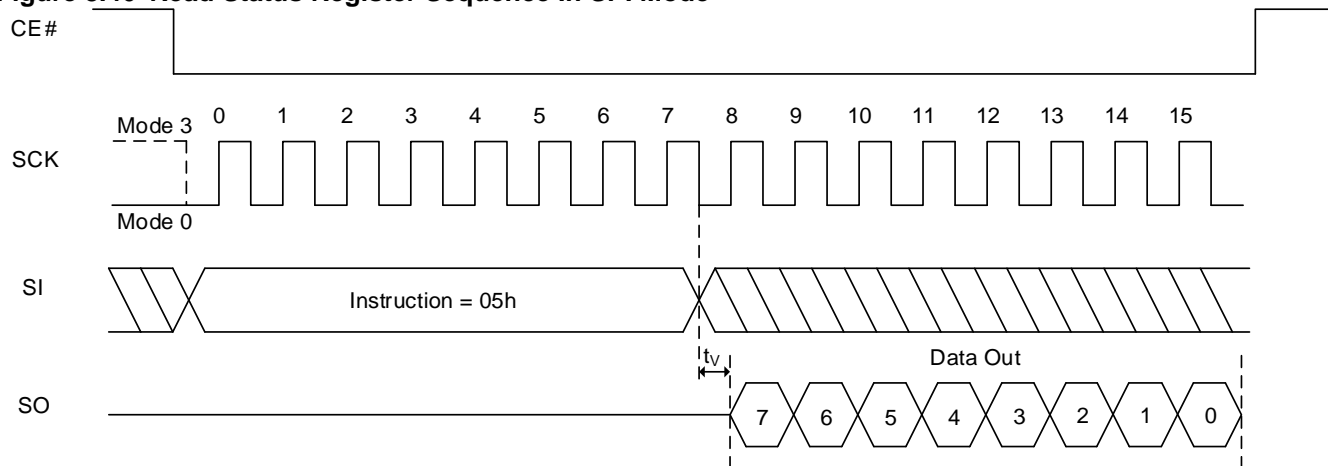 CE#
Mode 3
0 1 2 3 4 5 6 7 8 9 10 11 12 13 14 15
SCK
Mode 0
SI
Instruction = 05h
tV
Data Out
SO
7 6 5 4 3 2 1 0